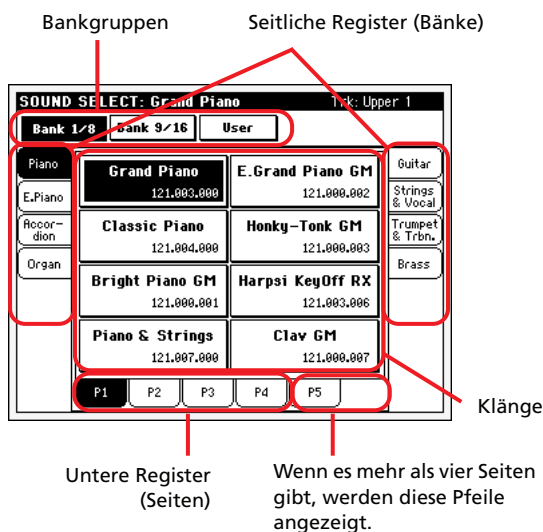 Bankgruppen
Seitliche Register (Bänke)
SOUND SELECT: Grand Piano Trk: Upper 1
Bank 1/8 Bank 9/16 User
Piano
E.Piano
Accor-
dion
Organ
Grand Piano
121.003.000
E.Grand Piano GM
121.000.002
Classic Piano
121.004.000
Honky-Tonk GM
121.000.003
Bright Piano GM
121.000.001
Harpsi KeyOff RX
121.003.006
Piano & Strings
121.007.000
Clav GM
121.000.007
Guitar
Strings
& Vocal
Trumpet
& Trbn.
Brass
P1 P2 P3 P4 P5
Klänge
Untere Register
(Seiten)
Wenn es mehr als vier Seiten
gibt, werden diese Pfeile
angezeigt.